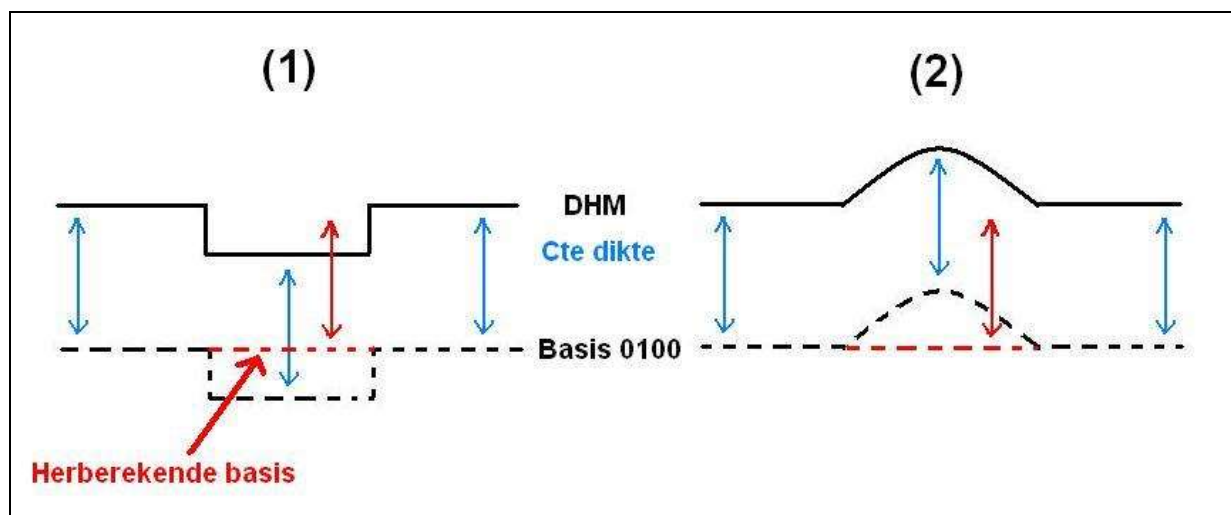 (1)
(2)
DHM
Cte dikte
Basis 0100
Herberekende basis